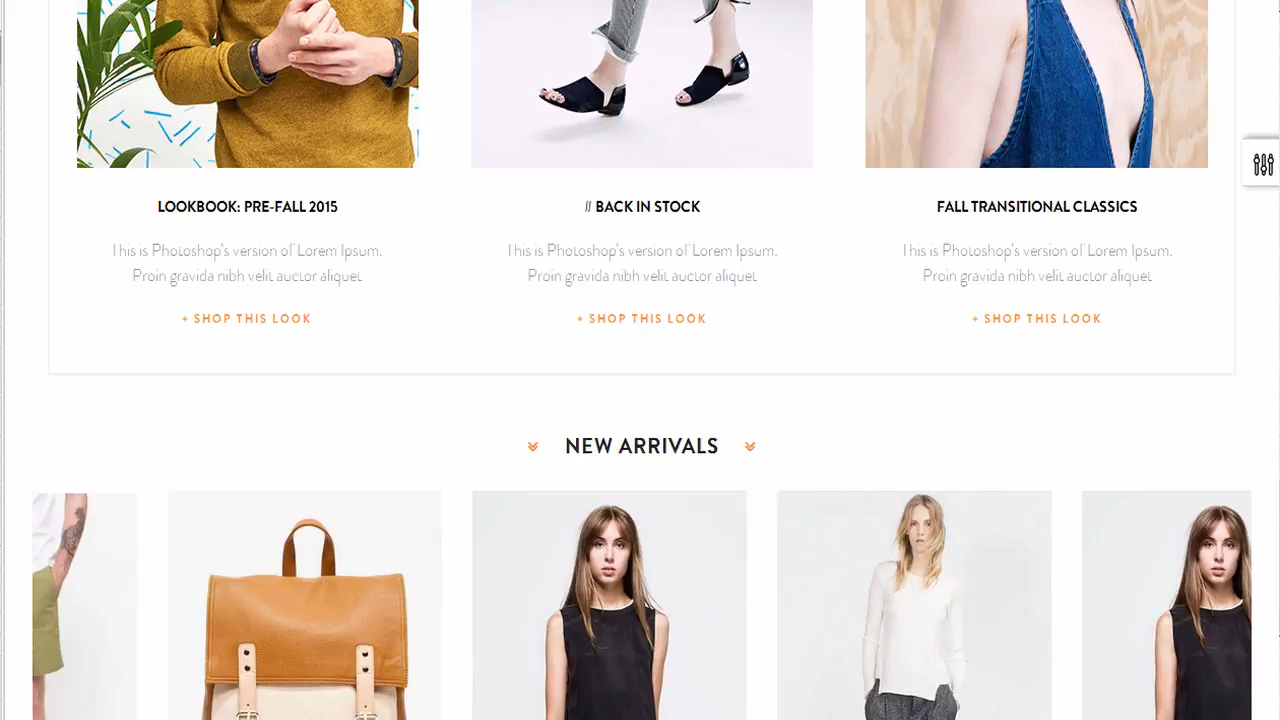 LOOKBOOK: PRE-FALL 2015
This is Photoshop's version of Lorem Ipsum.
Proin gravida nibh velit auctor aliquet
+ SHOP THIS LOOK
// BACK IN STOCK
This is Photoshop's version of Lorem Ipsum.
Proin gravida nibh velit auctor aliquet
+ SHOP THIS LOOK
FALL TRANSITIONAL CLASSICS
This is Photoshop's version of Lorem Ipsum.
Proin gravida nibh velit auctor aliquet
+ SHOP THIS LOOK
NEW ARRIVALS